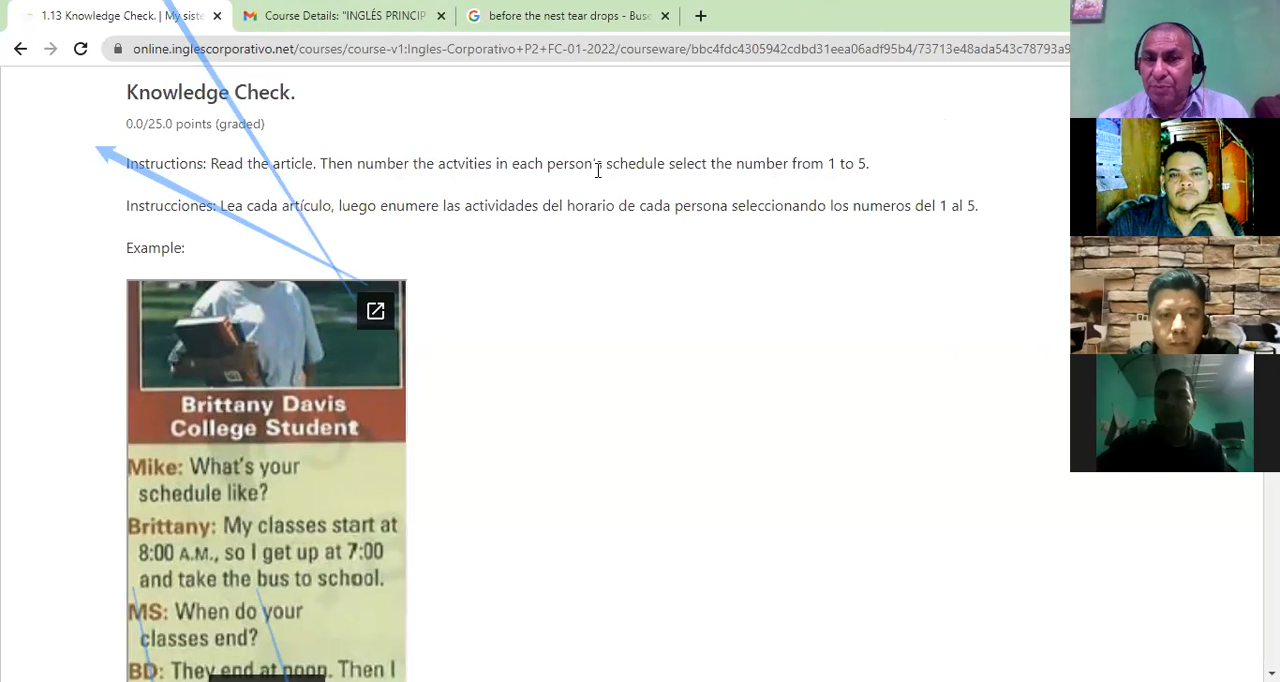 1.13 Knowledge Check. | My siste
Course Details: "INGLÉS PRINCIP
before the nest tear drops - Bus
online.inglescorporativo.net/courses/course-v1:Ingles-Corporativo+P2+FC-01-2022/courseware/bbc4fdc4305942cdbd31eea06adf95b4/73713e48ada543c78793a9
Knowledge Check.
0.0/25.0 points (graded)
Instructions: Read the article. Then number the actvities in each person's schedule select the number from 1 to 5.
Instrucciones: Lea cada artículo, luego enumere las actividades del horario de cada persona seleccionando los numeros del 1 al 5.
Example:
Brittany Davis
College Student
Mike: What's your
schedule like?
Brittany: My classes start at
8:00 A.M., so I get up at 7:00
and take the bus to school.
MS: When do your
classes end?
BD: They end at noon. Then I